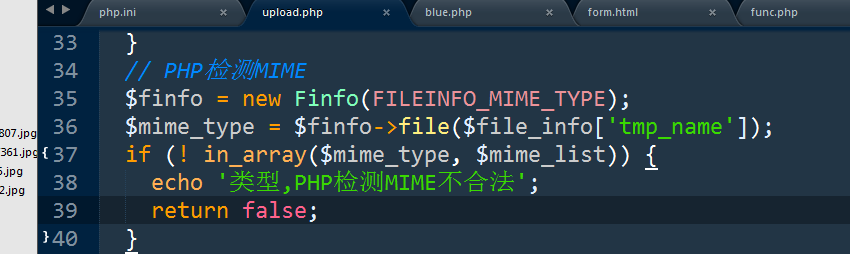 php.ini × upload.php × blue.php × form.html × func.php
33 }
34 // PHP检测MIME
35 $finfo = new Finfo(FILEINFO_MIME_TYPE);
36 $mime_type = $finfo->file($file_info['tmp_name']);
807.jpg
361.jpg {37 if (! in_array($mime_type, $mime_list)) {
5.jpg 38 echo '类型,PHP检测MIME不合法';
2.jpg 39 return false;
}40 }